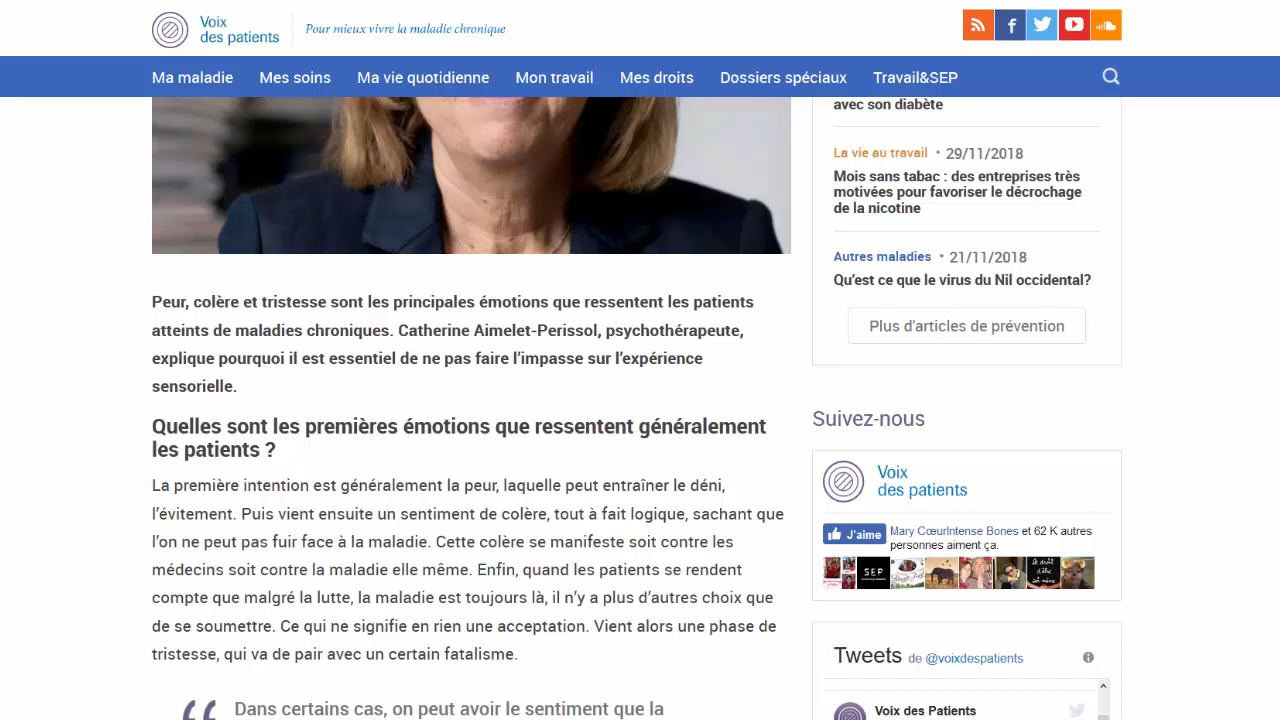 Voix
des patients
Pour mieux vivre la maladie chronique
Ma maladie
Mes soins
Ma vie quotidienne
Mon travail
Mes droits
Dossiers spéciaux
Travail&SEP
Peur, colère et tristesse sont les principales émotions que ressentent les patients
atteints de maladies chroniques. Catherine Aimelet-Perissol, psychothérapeute,
explique pourquoi il est essentiel de ne pas faire l’impasse sur l’expérience
sensorielle.
Quelles sont les premières émotions que ressentent généralement
les patients ?
La première intention est généralement la peur, laquelle peut entraîner le déni,
l’évitement. Puis vient ensuite un sentiment de colère, tout à fait logique, sachant que
l’on ne peut pas fuir face à la maladie. Cette colère se manifeste soit contre les
médecins soit contre la maladie elle même. Enfin, quand les patients se rendent
compte que malgré la lutte, la maladie est toujours là, il n’y a plus d’autres choix que
de se soumettre. Ce qui ne signifie en rien une acceptation. Vient alors une phase de
tristesse, qui va de pair avec un certain fatalisme.
Dans certains cas, on peut avoir le sentiment que la
avec son diabète
La vie au travail • 29/11/2018
Mois sans tabac : des entreprises très
motivées pour favoriser le décrochage
de la nicotine
Autres maladies • 21/11/2018
Qu’est ce que le virus du Nil occidental?
Plus d'articles de prévention
Suivez-nous
Voix
des patients
J’aime
Mary CœurIntense Bones et 62 K autres
personnes aiment ça.
SEP
Tweets de @voixdespatients
Voix des Patients